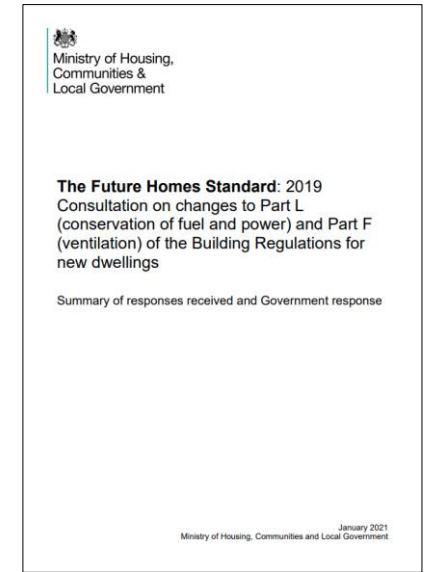 Ministry of Housing,
Communities &
Local Government
The Future Homes Standard: 2019
Consultation on changes to Part L
(conservation of fuel and power) and Part F
(ventilation) of the Building Regulations for
new dwellings
Summary of responses received and Government response
January 2021
Ministry of Housing, Communities and Local Government